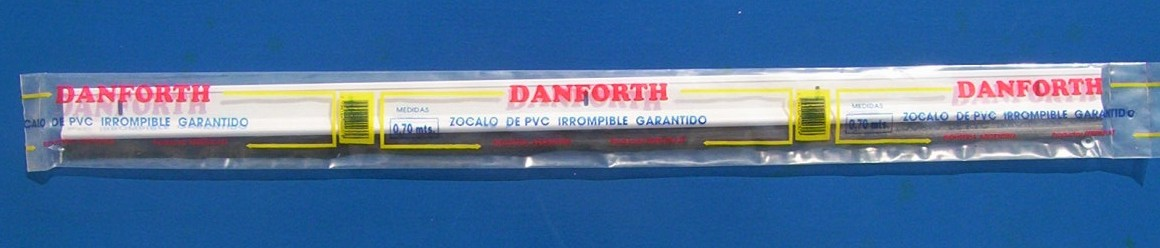 DANFORTH
ZOCALO DE PVC IRROMPIBLE GARANTIDO
MEDIDAS
0,70 mts.
DANFORTH
ZOCALO DE PVC IRROMPIBLE GARANTIDO
MEDIDAS
0,70 mts.
DANFORTH
ZOCALO DE PVC IRROMPIBLE GARANTIDO